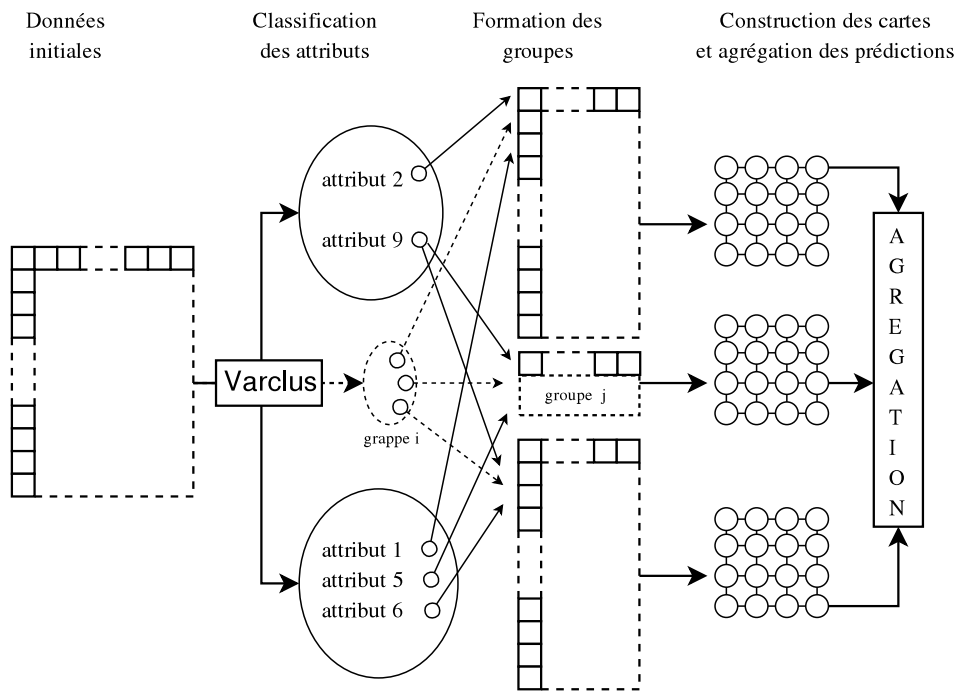 Données
initiales
Classification
des attributs
Formation des
groupes
Construction des cartes
et agrégation des prédictions
attribut 2
attribut 9
Varclus
grappe i
groupe j
attribut 1
attribut 5
attribut 6
AGREGATION